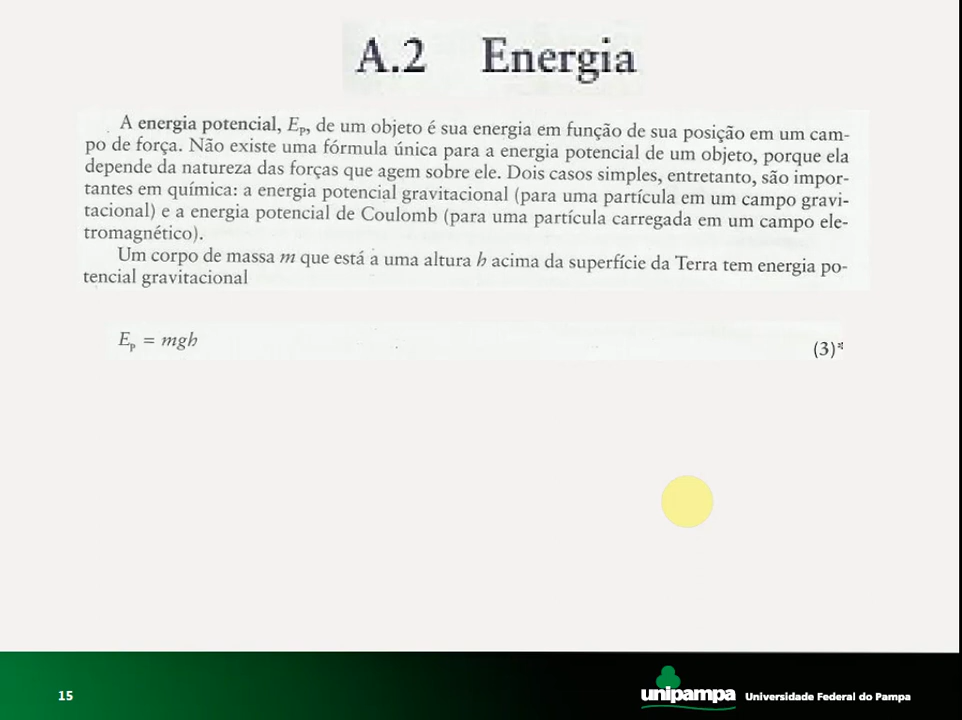 A.2 Energia
A energia potencial, Eₚ, de um objeto é sua energia em função de sua posição em um cam-
po de força. Não existe uma fórmula única para a energia potencial de um objeto, porque ela
depende da natureza das forças que agem sobre ele. Dois casos simples, entretanto, são impor-
tantes em química: a energia potencial gravitacional (para uma partícula em um campo gravi-
tacional) e a energia potencial de Coulomb (para uma partícula carregada em um campo ele-
tromagnético).
Um corpo de massa m que está a uma altura h acima da superfície da Terra tem energia po-
tencial gravitacional
Eₚ = mgh (3)*
15
unipampa Universidade Federal do Pampa